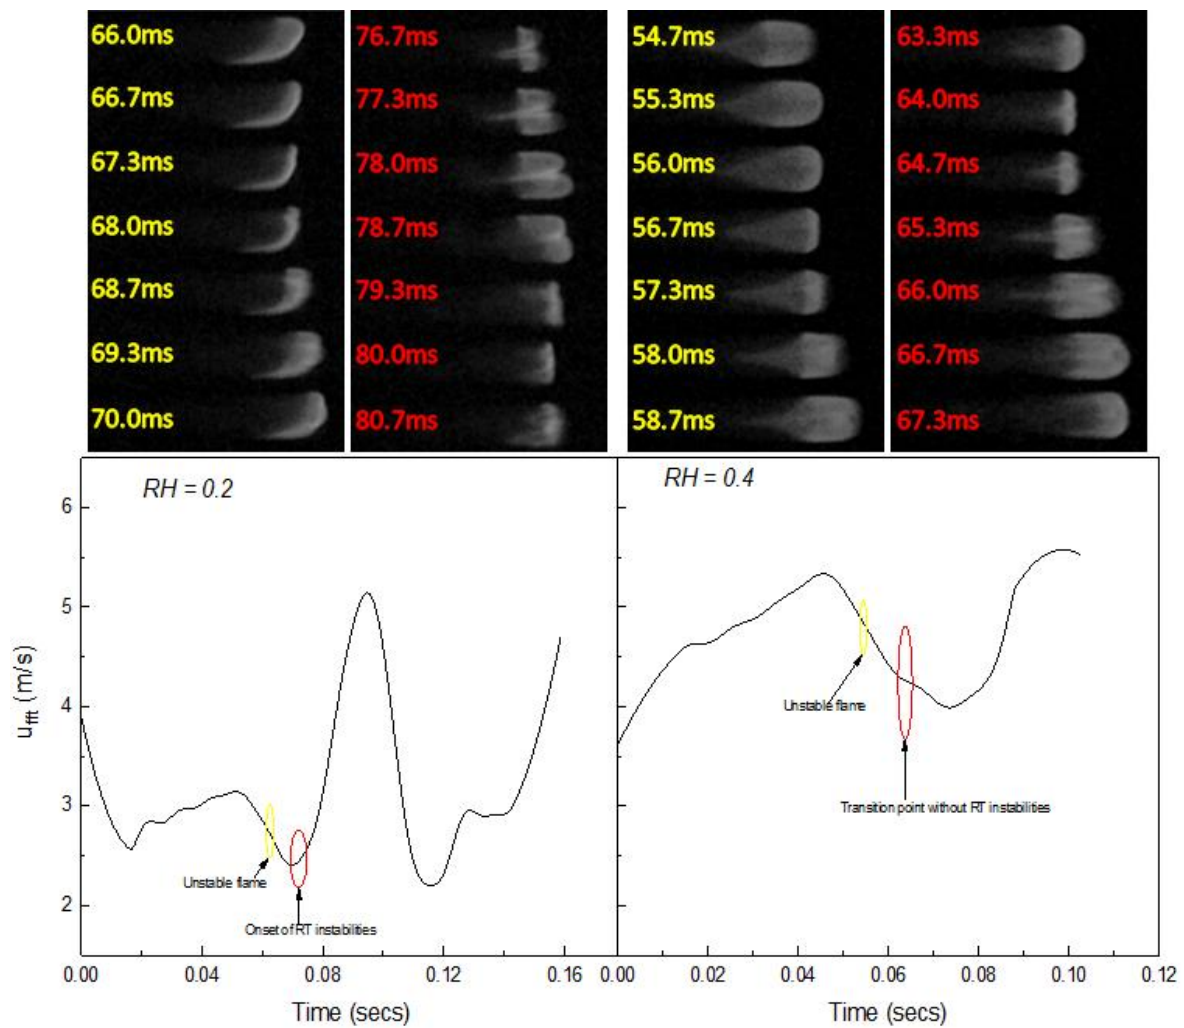 66.0ms
66.7ms
67.3ms
68.0ms
68.7ms
69.3ms
70.0ms
76.7ms
77.3ms
78.0ms
78.7ms
79.3ms
80.0ms
80.7ms
54.7ms
55.3ms
56.0ms
56.7ms
57.3ms
58.0ms
58.7ms
63.3ms
64.0ms
64.7ms
65.3ms
66.0ms
66.7ms
67.3ms
RH = 0.2
6
5
4
3
2
u_fft (m/s)
Unstable flame
Onset of RT instabilities
0.00 0.04 0.08 0.12 0.16
Time (secs)
RH = 0.4
Unstable flame
Transition point without RT instabilities
0.00 0.02 0.04 0.06 0.08 0.10 0.12
Time (secs)